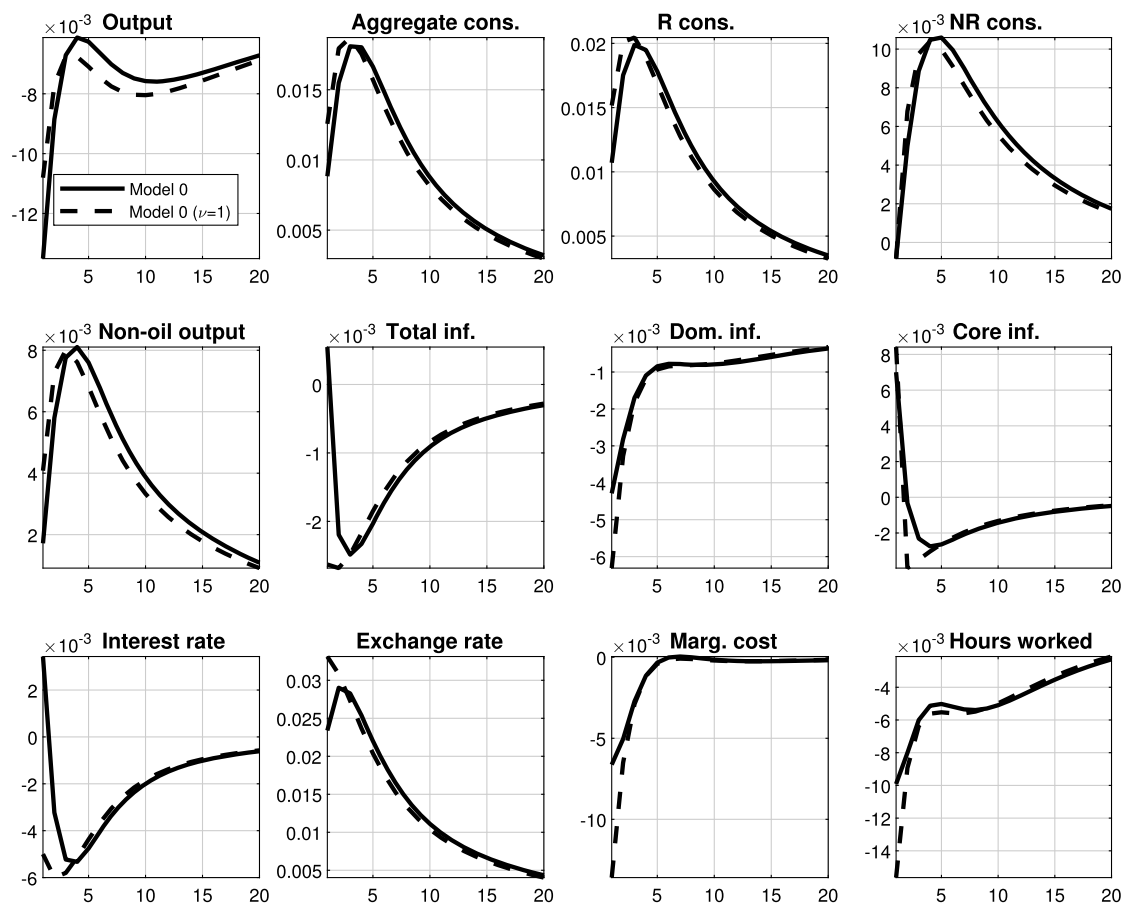 ×10⁻³ Output
-8
-10
-12
Model 0
Model 0 (ν=1)
5 10 15 20
Aggregate cons.
0.015
0.01
0.005
5 10 15 20
R cons.
0.02
0.015
0.01
0.005
5 10 15 20
×10⁻³ NR cons.
10
8
6
4
2
0
5 10 15 20
×10⁻³ Non-oil output
8
6
4
2
5 10 15 20
×10⁻³ Total inf.
0
-1
-2
5 10 15 20
×10⁻³ Dom. inf.
-1
-2
-3
-4
-5
-6
5 10 15 20
×10⁻³ Core inf.
8
6
4
2
0
-2
5 10 15 20
×10⁻³ Interest rate
2
0
-2
-4
-6
5 10 15 20
Exchange rate
0.03
0.025
0.02
0.015
0.01
0.005
5 10 15 20
×10⁻³ Marg. cost
0
-5
-10
5 10 15 20
×10⁻³ Hours worked
-4
-6
-8
-10
-12
-14
5 10 15 20